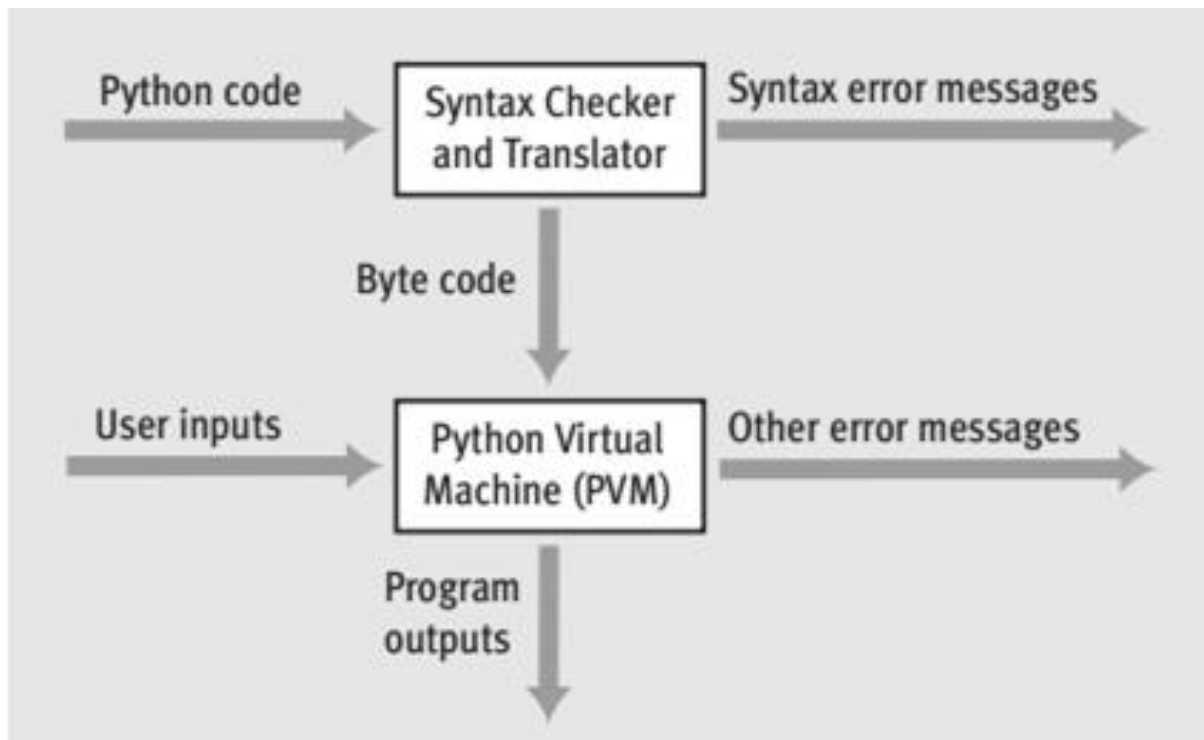 Python code
Syntax Checker
and Translator
Syntax error messages
Byte code
User inputs
Python Virtual
Machine (PVM)
Other error messages
Program
outputs